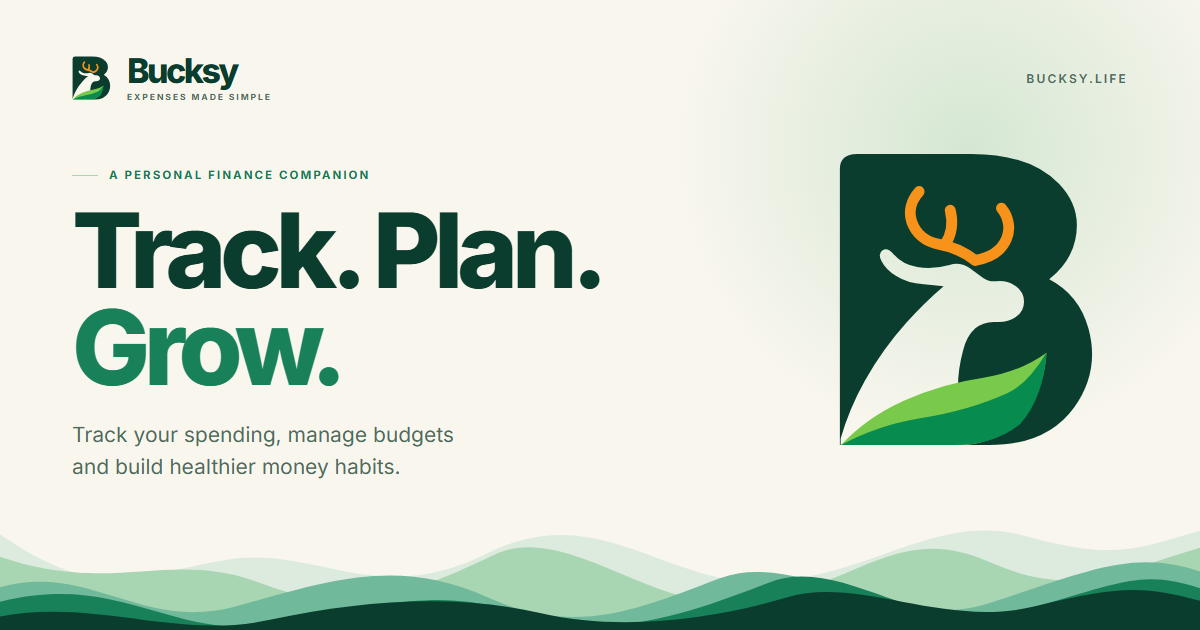 Bucksy
EXPENSES MADE SIMPLE
BUCKSY.LIFE
A PERSONAL FINANCE COMPANION
Track. Plan.
Grow.
Track your spending, manage budgets
and build healthier money habits.